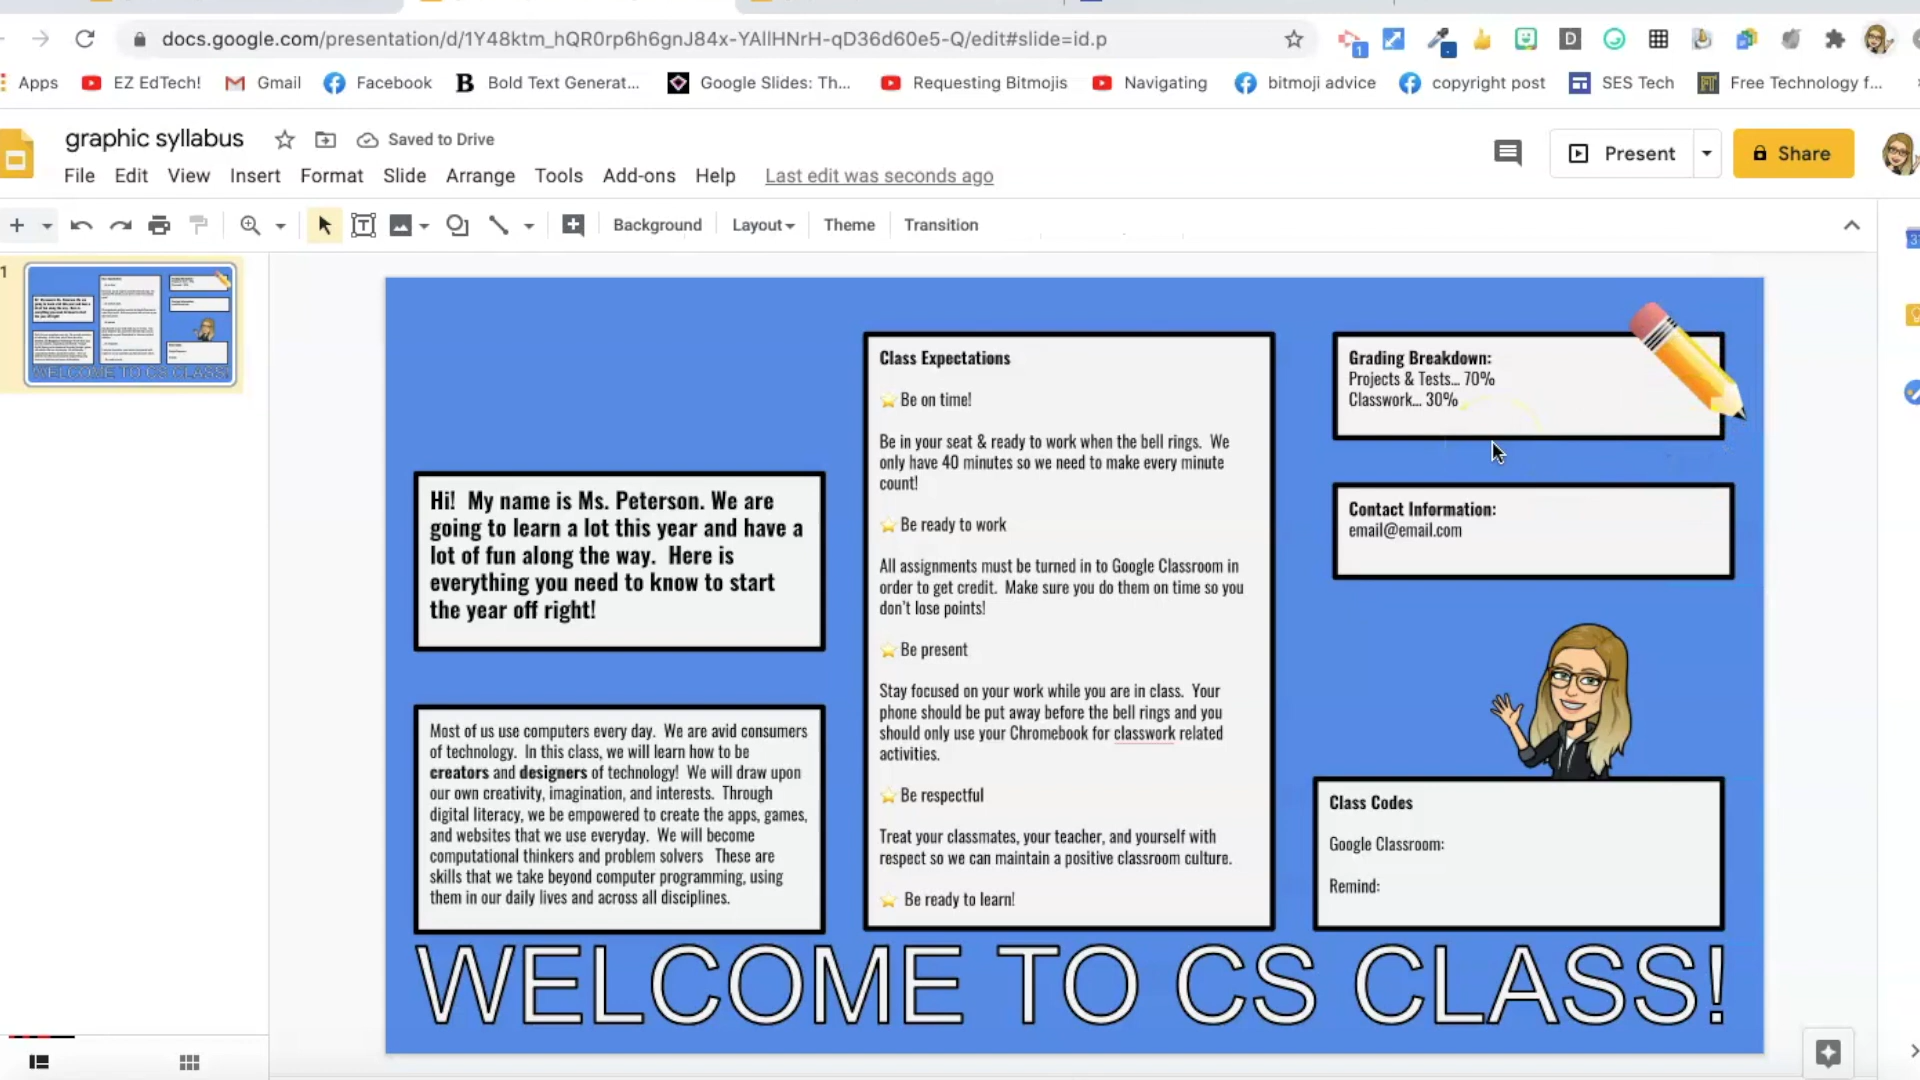 docs.google.com/presentation/d/1Y48ktm_hQR0rp6h6gnJ84x-YAllHNrH-qD36d60e5-Q/edit#slide=id.p
Apps
EZ EdTech!
Gmail
Facebook
Bold Text Generat...
Google Slides: Th...
Requesting Bitmojis
Navigating
bitmoji advice
copyright post
SES Tech
Free Technology f...
graphic syllabus
Saved to Drive
Present
Share
File Edit View Insert Format Slide Arrange Tools Add-ons Help Last edit was seconds ago
Background Layout Theme Transition
1
Hi! My name is Ms. Peterson. We are
going to learn a lot this year and have a
lot of fun along the way. Here is
everything you need to know to start
the year off right!
Most of us use computers every day. We are avid consumers
of technology. In this class, we will learn how to be
creators and designers of technology! We will draw upon
our own creativity, imagination, and interests. Through
digital literacy, we be empowered to create the apps, games,
and websites that we use everyday. We will become
computational thinkers and problem solvers These are
skills that we take beyond computer programming, using
them in our daily lives and across all disciplines.
Class Expectations
⭐ Be on time!
Be in your seat & ready to work when the bell rings. We
only have 40 minutes so we need to make every minute
count!
⭐ Be ready to work
All assignments must be turned in to Google Classroom in
order to get credit. Make sure you do them on time so you
don't lose points!
⭐ Be present
Stay focused on your work while you are in class. Your
phone should be put away before the bell rings and you
should only use your Chromebook for classwork related
activities.
⭐ Be respectful
Treat your classmates, your teacher, and yourself with
respect so we can maintain a positive classroom culture.
⭐ Be ready to learn!
Grading Breakdown:
Projects & Tests... 70%
Classwork... 30%
Contact Information:
email@email.com
Class Codes
Google Classroom:
Remind:
WELCOME TO CS CLASS!